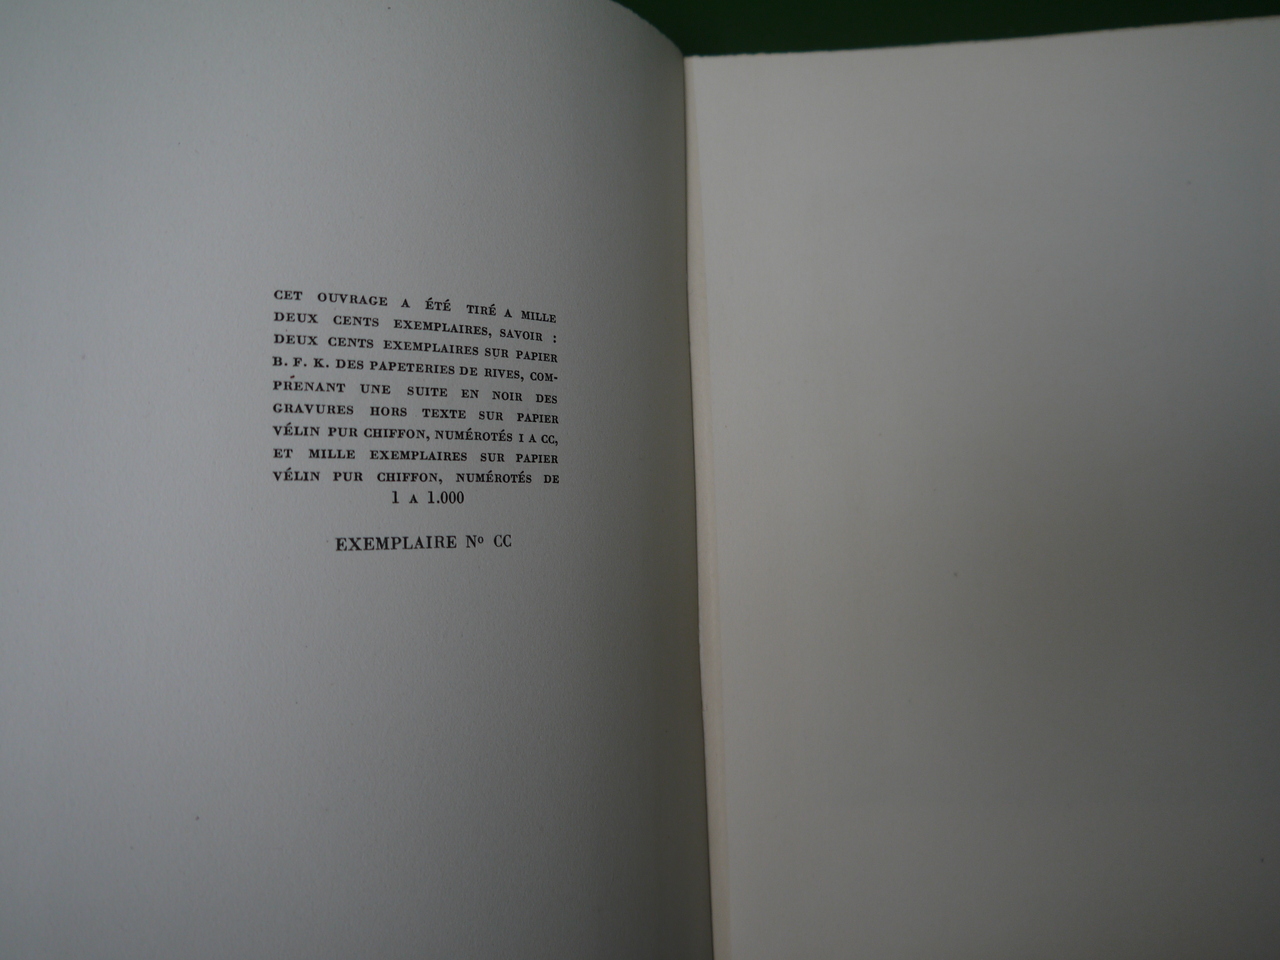 CET OUVRAGE A ÉTÉ TIRÉ A MILLE
DEUX CENTS EXEMPLAIRES, SAVOIR :
DEUX CENTS EXEMPLAIRES SUR PAPIER
B. F. K. DES PAPETERIES DE RIVES, COM-
PRENANT UNE SUITE EN NOIR DES
GRAVURES HORS TEXTE SUR PAPIER
VÉLIN PUR CHIFFON, NUMÉROTÉS I A CC,
ET MILLE EXEMPLAIRES SUR PAPIER
VÉLIN PUR CHIFFON, NUMÉROTÉS DE
1 A 1.000
EXEMPLAIRE Nº CC